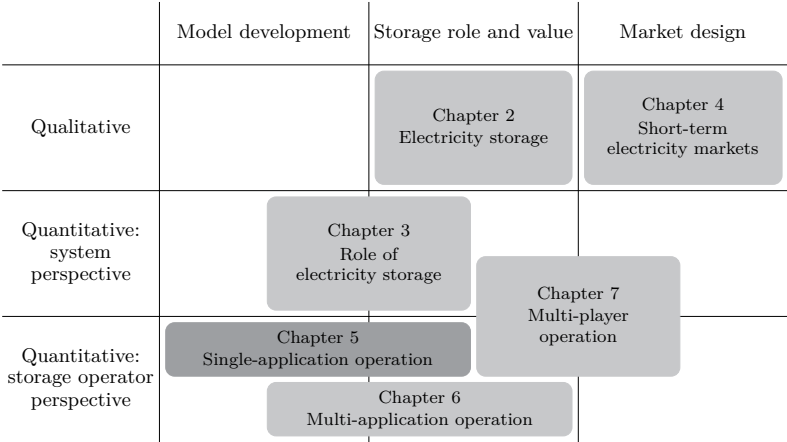 Model development
Storage role and value
Market design
Qualitative
Chapter 2
Electricity storage
Chapter 4
Short-term
electricity markets
Quantitative:
system
perspective
Chapter 3
Role of
electricity storage
Chapter 7
Multi-player
operation
Quantitative:
storage operator
perspective
Chapter 5
Single-application operation
Chapter 6
Multi-application operation